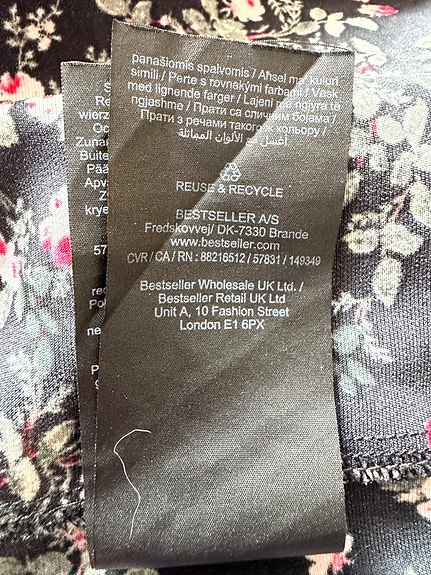 panašiomis spalvomis / Ahsel ma' kuluri
simili / Perte s rovnakými farbami / Vask
med lignende farger / Lajeni me ngjyra të
ngjashme / Прати са сличним бојама /
Прати з речами такого ж кольору /
أغسل مع الألوان المماثلة
REUSE & RECYCLE
BESTSELLER A/S
Fredskovvej/ DK-7330 Brande
www.bestseller.com
CVR / CA / RN : 88216512 / 57831 / 149349
Bestseller Wholesale UK Ltd. /
Bestseller Retail UK Ltd
Unit A, 10 Fashion Street
London E1 6PX